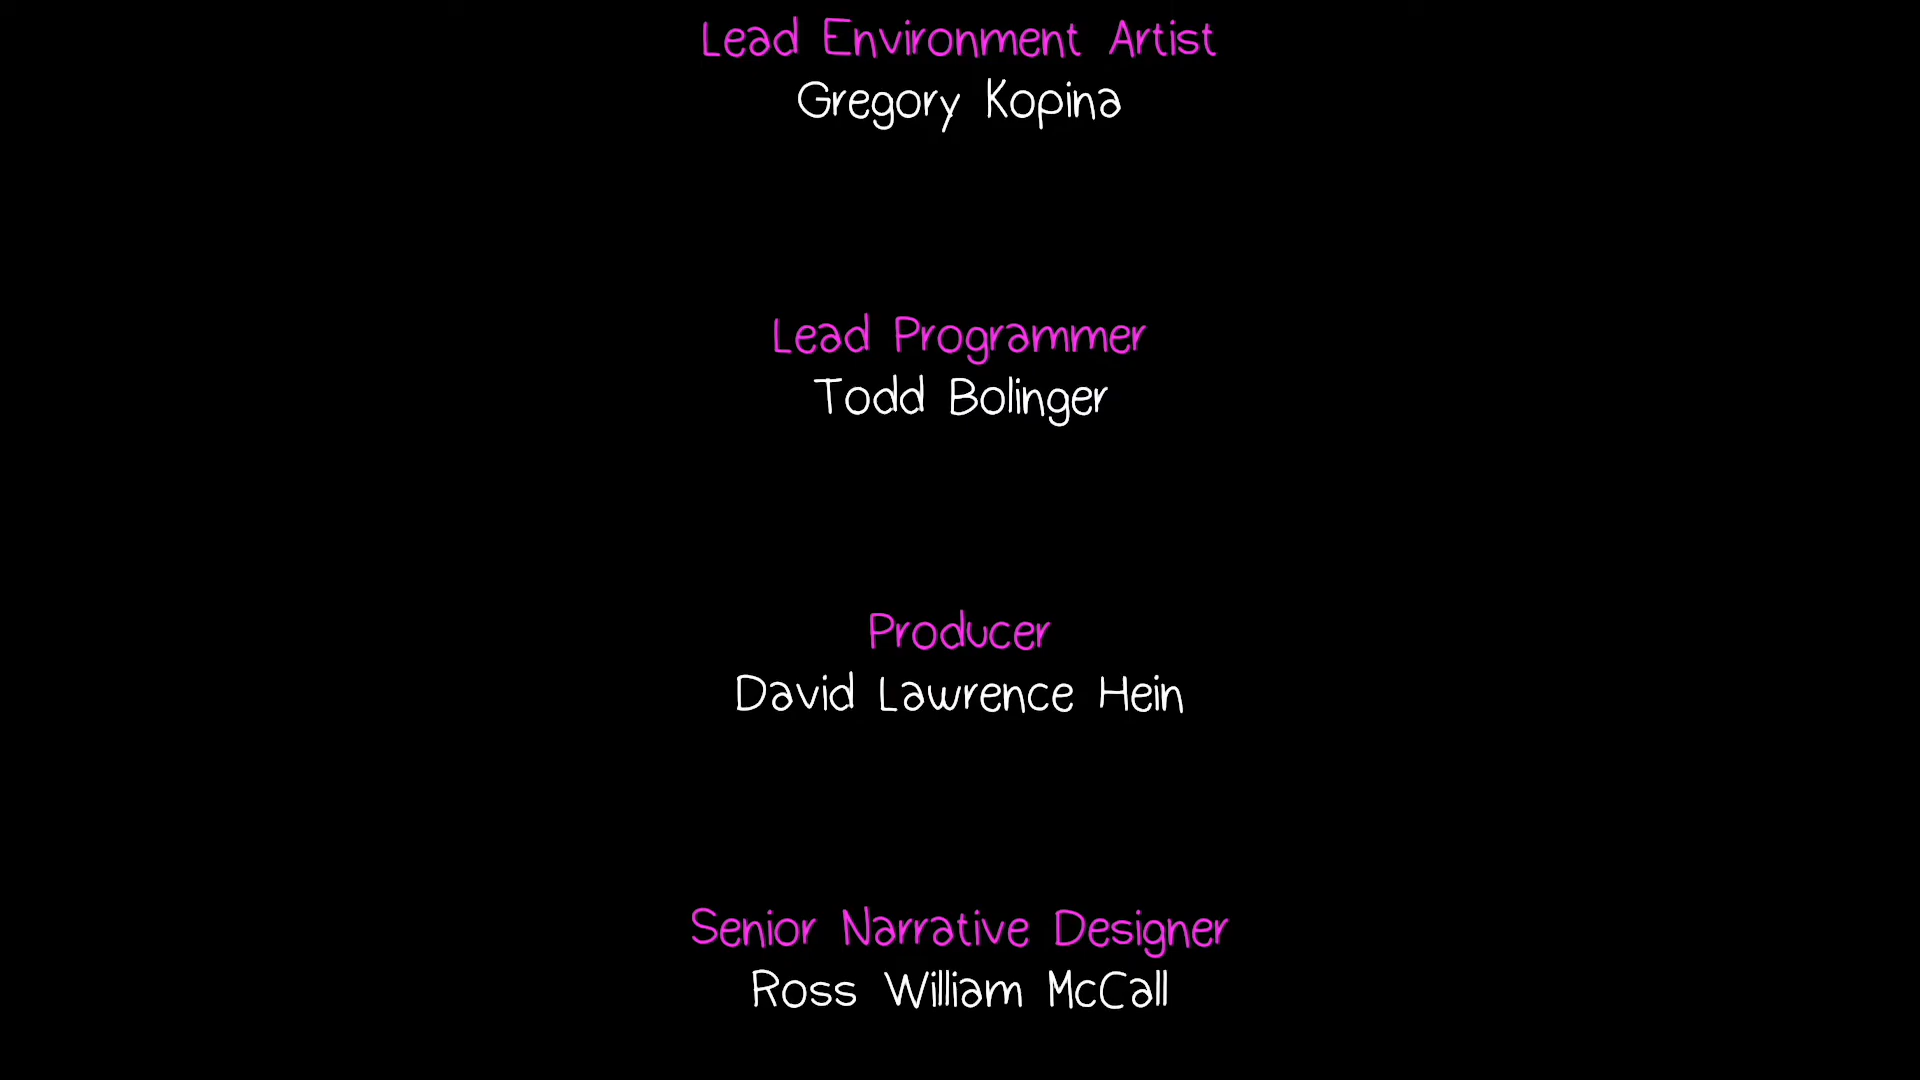 Lead Environment Artist
Gregory Kopina
Lead Programmer
Todd Bolinger
Producer
David Lawrence Hein
Senior Narrative Designer
Ross William McCall